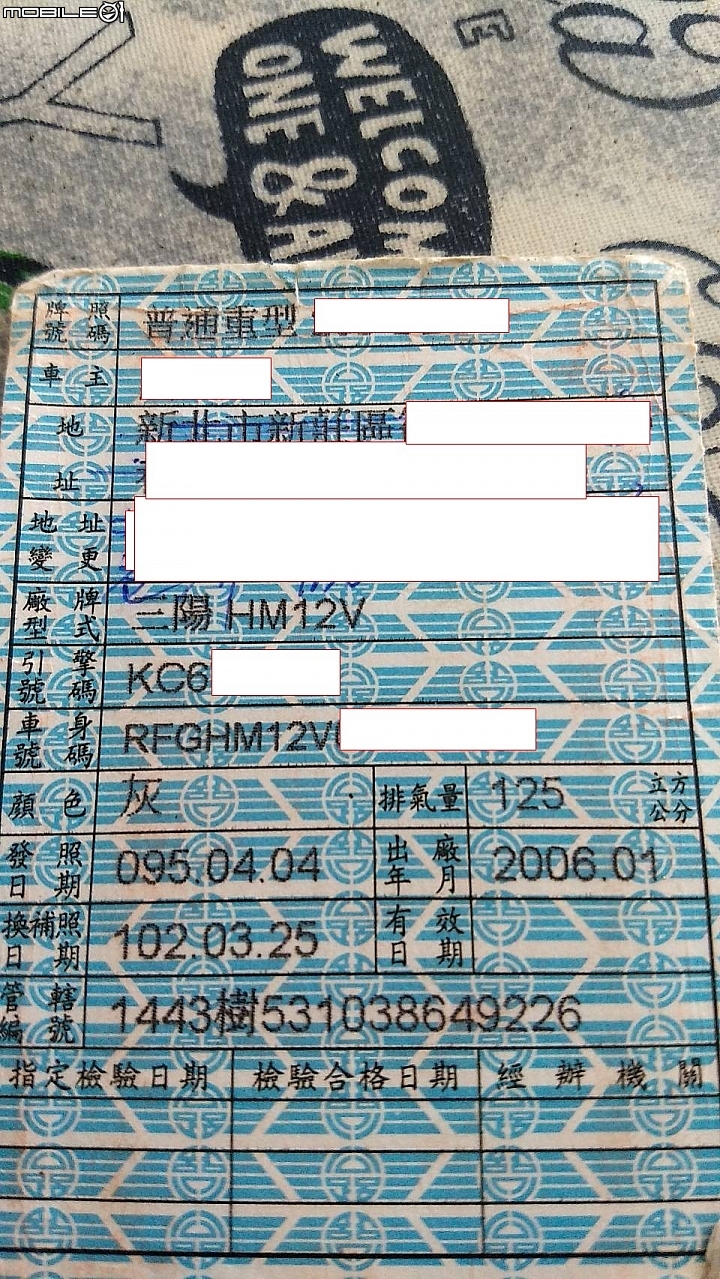 MOBILE01
WELCOM
ONE & A
E
a
Y
牌照號碼 普通重型
車主
地址 新北市新莊區
地址變更
廠牌型式 三陽 HM12V
引擎號碼 KC6
車身號碼 RFGHM12V
顏色 灰 排氣量 125 立方公分
發照日期 095.04.04 出廠年月 2006.01
換補照日期 102.03.25 有效日期
管轄編號 1443樹531038649226
指定檢驗日期 檢驗合格日期 經辦機關